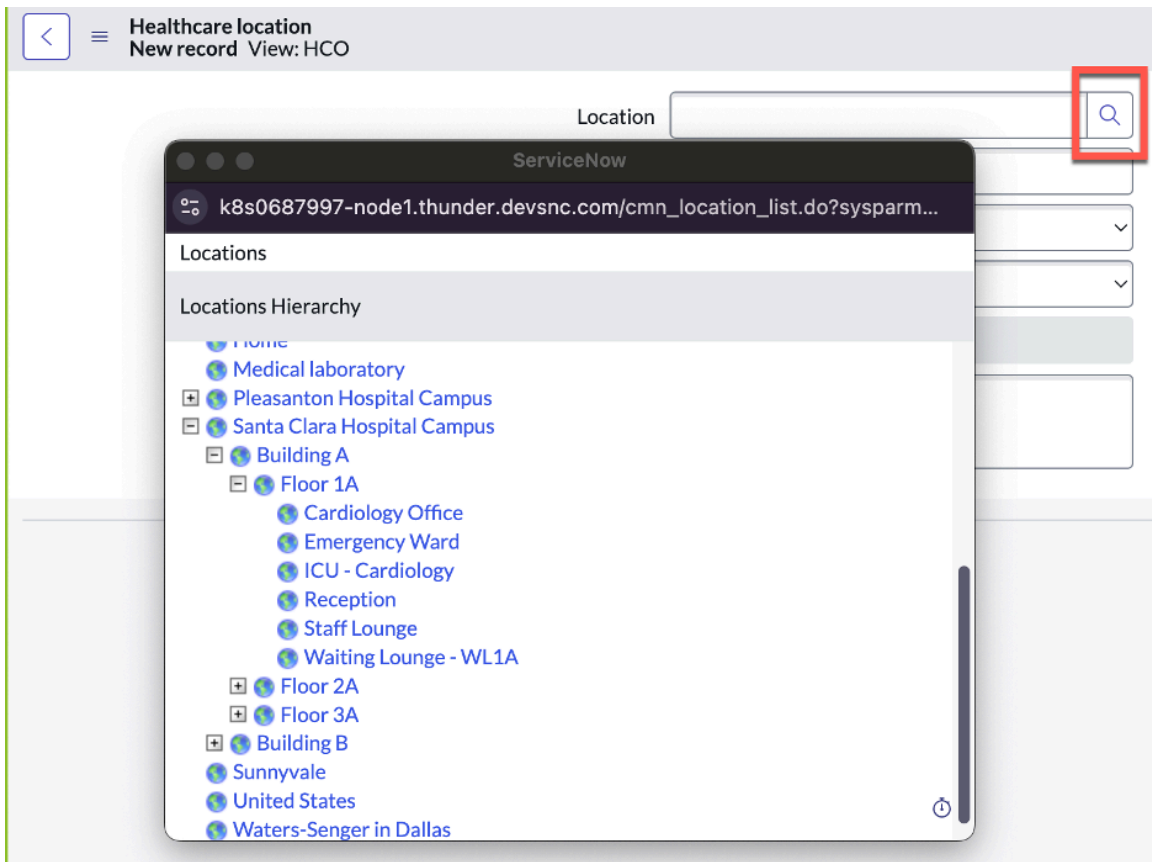 Healthcare location
New record View: HCO
Location
ServiceNow
k8s0687997-node1.thunder.devsnc.com/cmn_location_list.do?sysparm...
Locations
Locations Hierarchy
Home
Medical laboratory
Pleasanton Hospital Campus
Santa Clara Hospital Campus
Building A
Floor 1A
Cardiology Office
Emergency Ward
ICU - Cardiology
Reception
Staff Lounge
Waiting Lounge - WL1A
Floor 2A
Floor 3A
Building B
Sunnyvale
United States
Waters-Senger in Dallas